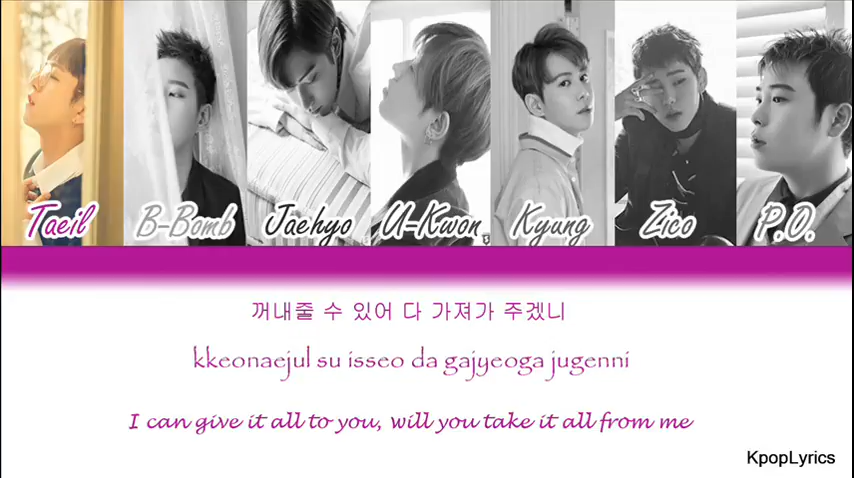 Taeil B-Bomb Jaehyo U-Kwon Kyung Zico P.O.
꺼내줄 수 있어 다 가져가 주겠니
kkeonaejul su isseo da gajyeoga jugenni
I can give it all to you, will you take it all from me
KpopLyrics